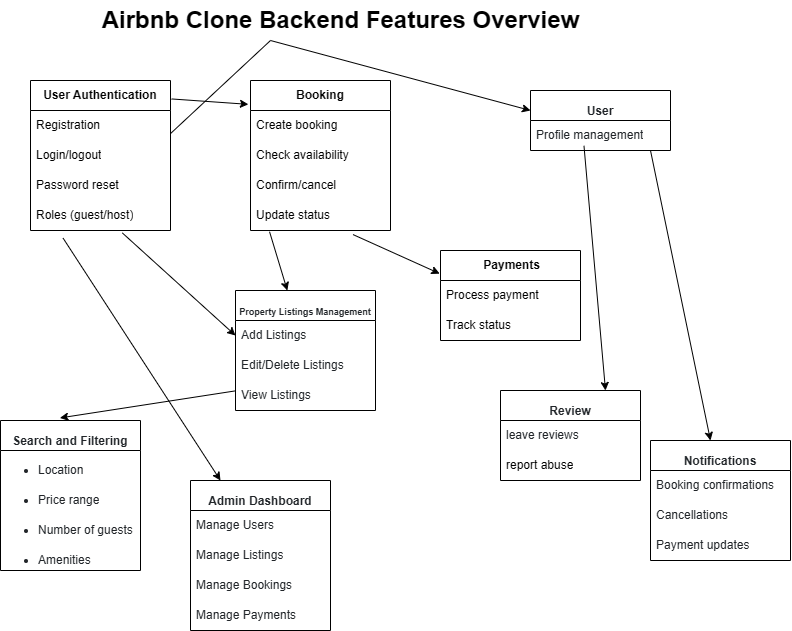 Airbnb Clone Backend Features Overview
User Authentication
Registration
Login/logout
Password reset
Roles (guest/host)
Booking
Create booking
Check availability
Confirm/cancel
Update status
User
Profile management
Payments
Process payment
Track status
Property Listings Management
Add Listings
Edit/Delete Listings
View Listings
Review
leave reviews
report abuse
Search and Filtering
• Location
• Price range
• Number of guests
• Amenities
Notifications
Booking confirmations
Cancellations
Payment updates
Admin Dashboard
Manage Users
Manage Listings
Manage Bookings
Manage Payments